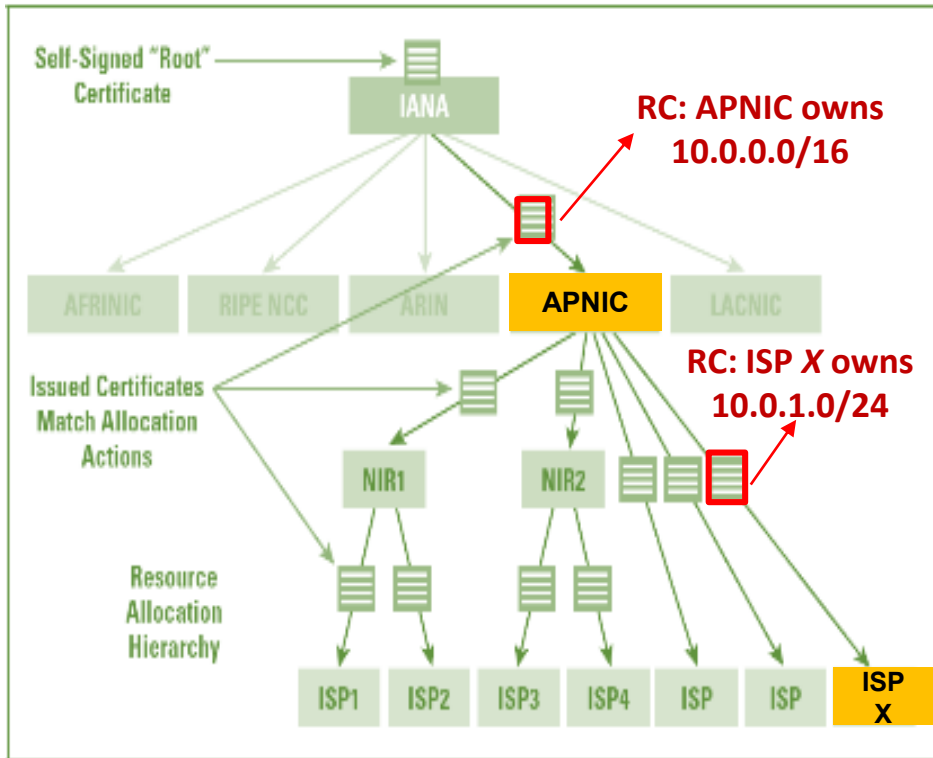 Self-Signed "Root"
Certificate
IANA
RC: APNIC owns
10.0.0.0/16
AFRINIC
RIPE NCC
ARIN
APNIC
LACNIC
Issued Certificates
Match Allocation
Actions
RC: ISP X owns
10.0.1.0/24
NIR1
NIR2
Resource
Allocation
Hierarchy
ISP1
ISP2
ISP3
ISP4
ISP
ISP
ISP
X